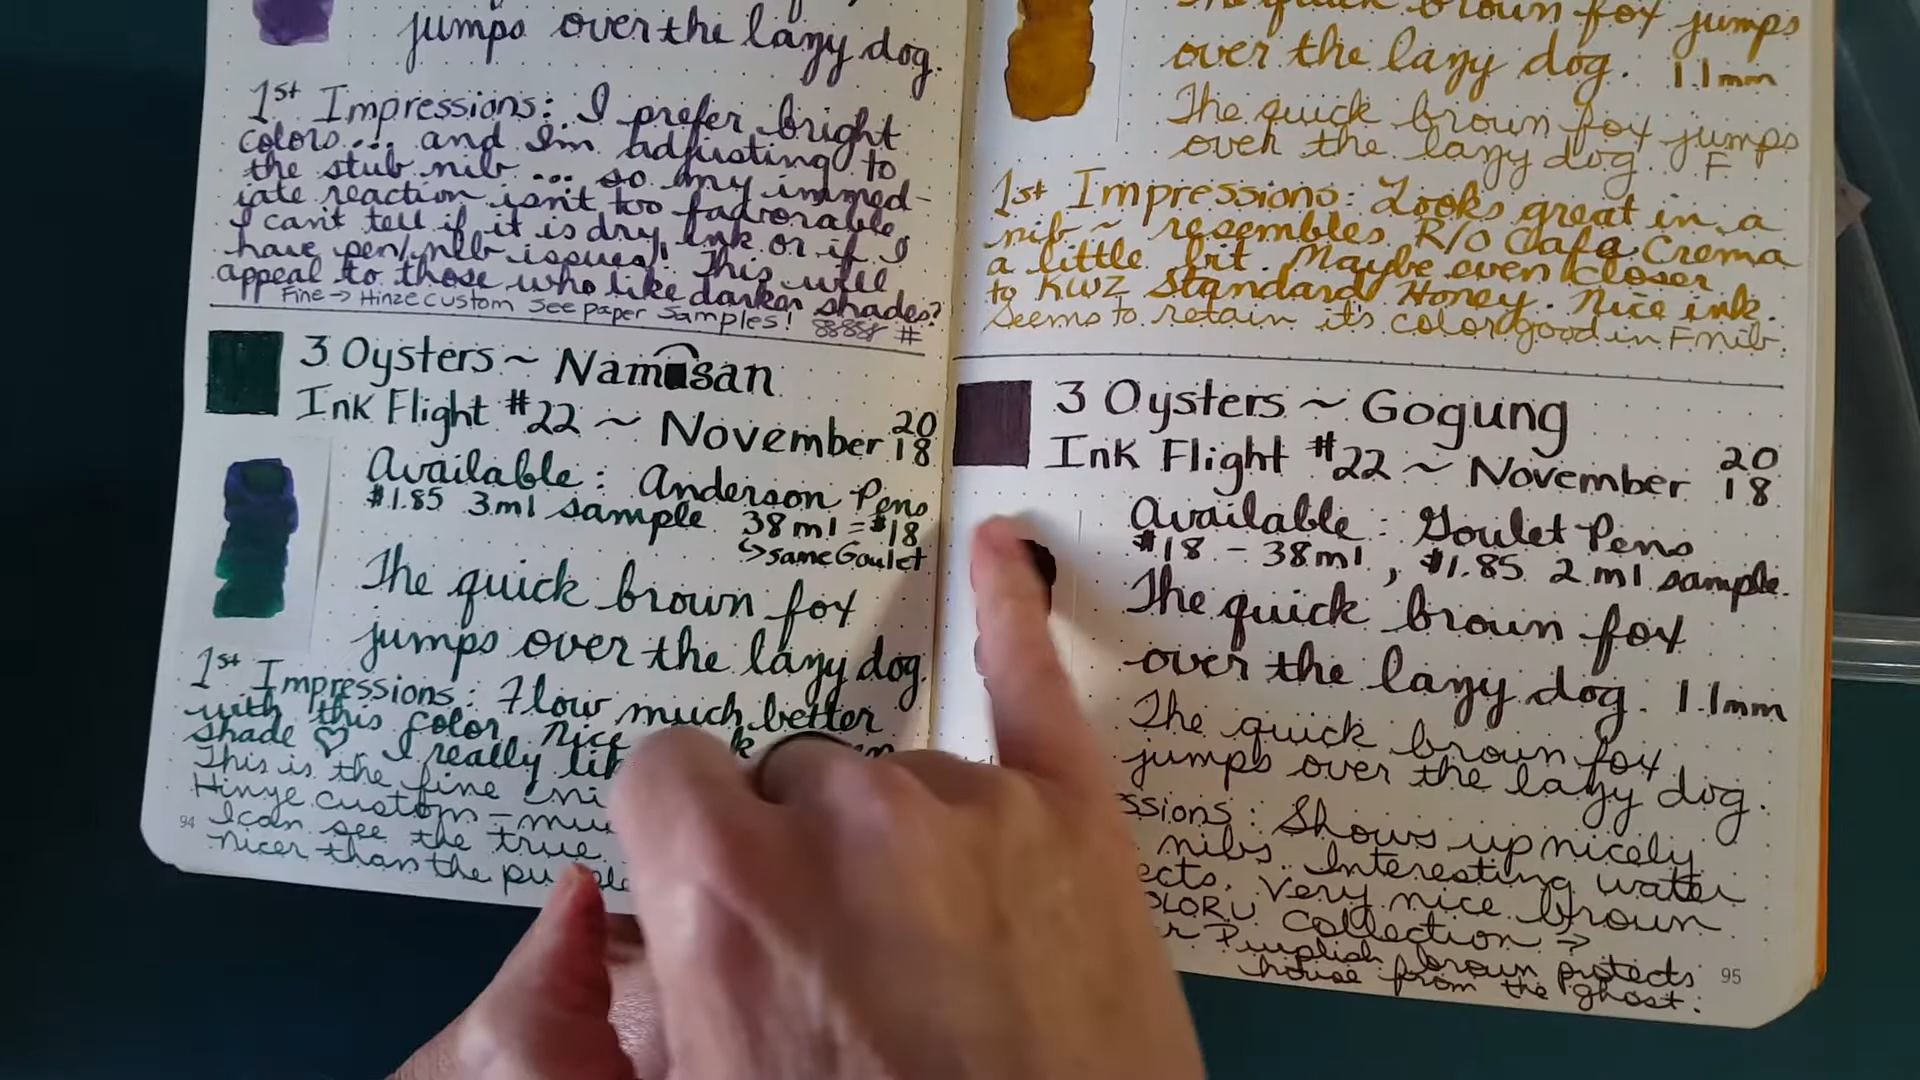 jumps over the lazy dog.
1st Impressions: I prefer bright
colors... and Im adjusting to
the stub nib ... so my immed-
iate reaction isn't too favorable.
I can't tell if it is dry ink or if I
have pen/nib issues! This will
appeal to those who like darker shades?
Fine → Hinze custom see paper samples! #
3 Oysters ~ Namsan
Ink Flight #22 ~ November 2018
Available: Anderson Pens
$1.85 3ml sample 38ml = $18
↳ same Goulet
The quick brown fox
jumps over the lazy dog.
1st Impressions: Flow much better
with this color. Nice
shade ♡ I really
This is the fine
Hinze custom -
I can see the true
nicer than the
94
The quick brown fox jumps
over the lazy dog. 1.1mm
The quick brown fox jumps
over the lazy dog F
1st Impressions: Looks great in a
nib ~ resembles R/O Cafe Crema
a little bit. Maybe even closer
to KWZ Standard Honey. Nice ink.
Seems to retain it's color good in F nib.
3 Oysters ~ Gogung
Ink Flight #22 ~ November 2018
Available: Goulet Pens
$18 - 38ml, $1.85 2ml sample.
The quick brown fox
over the lazy dog. 1.1mm
The quick brown fox
jumps over the lazy dog.
Shows up nicely
nibs. Interesting water
Very nice brown
Collection →
Purplish brown protects
house from the ghost.
95